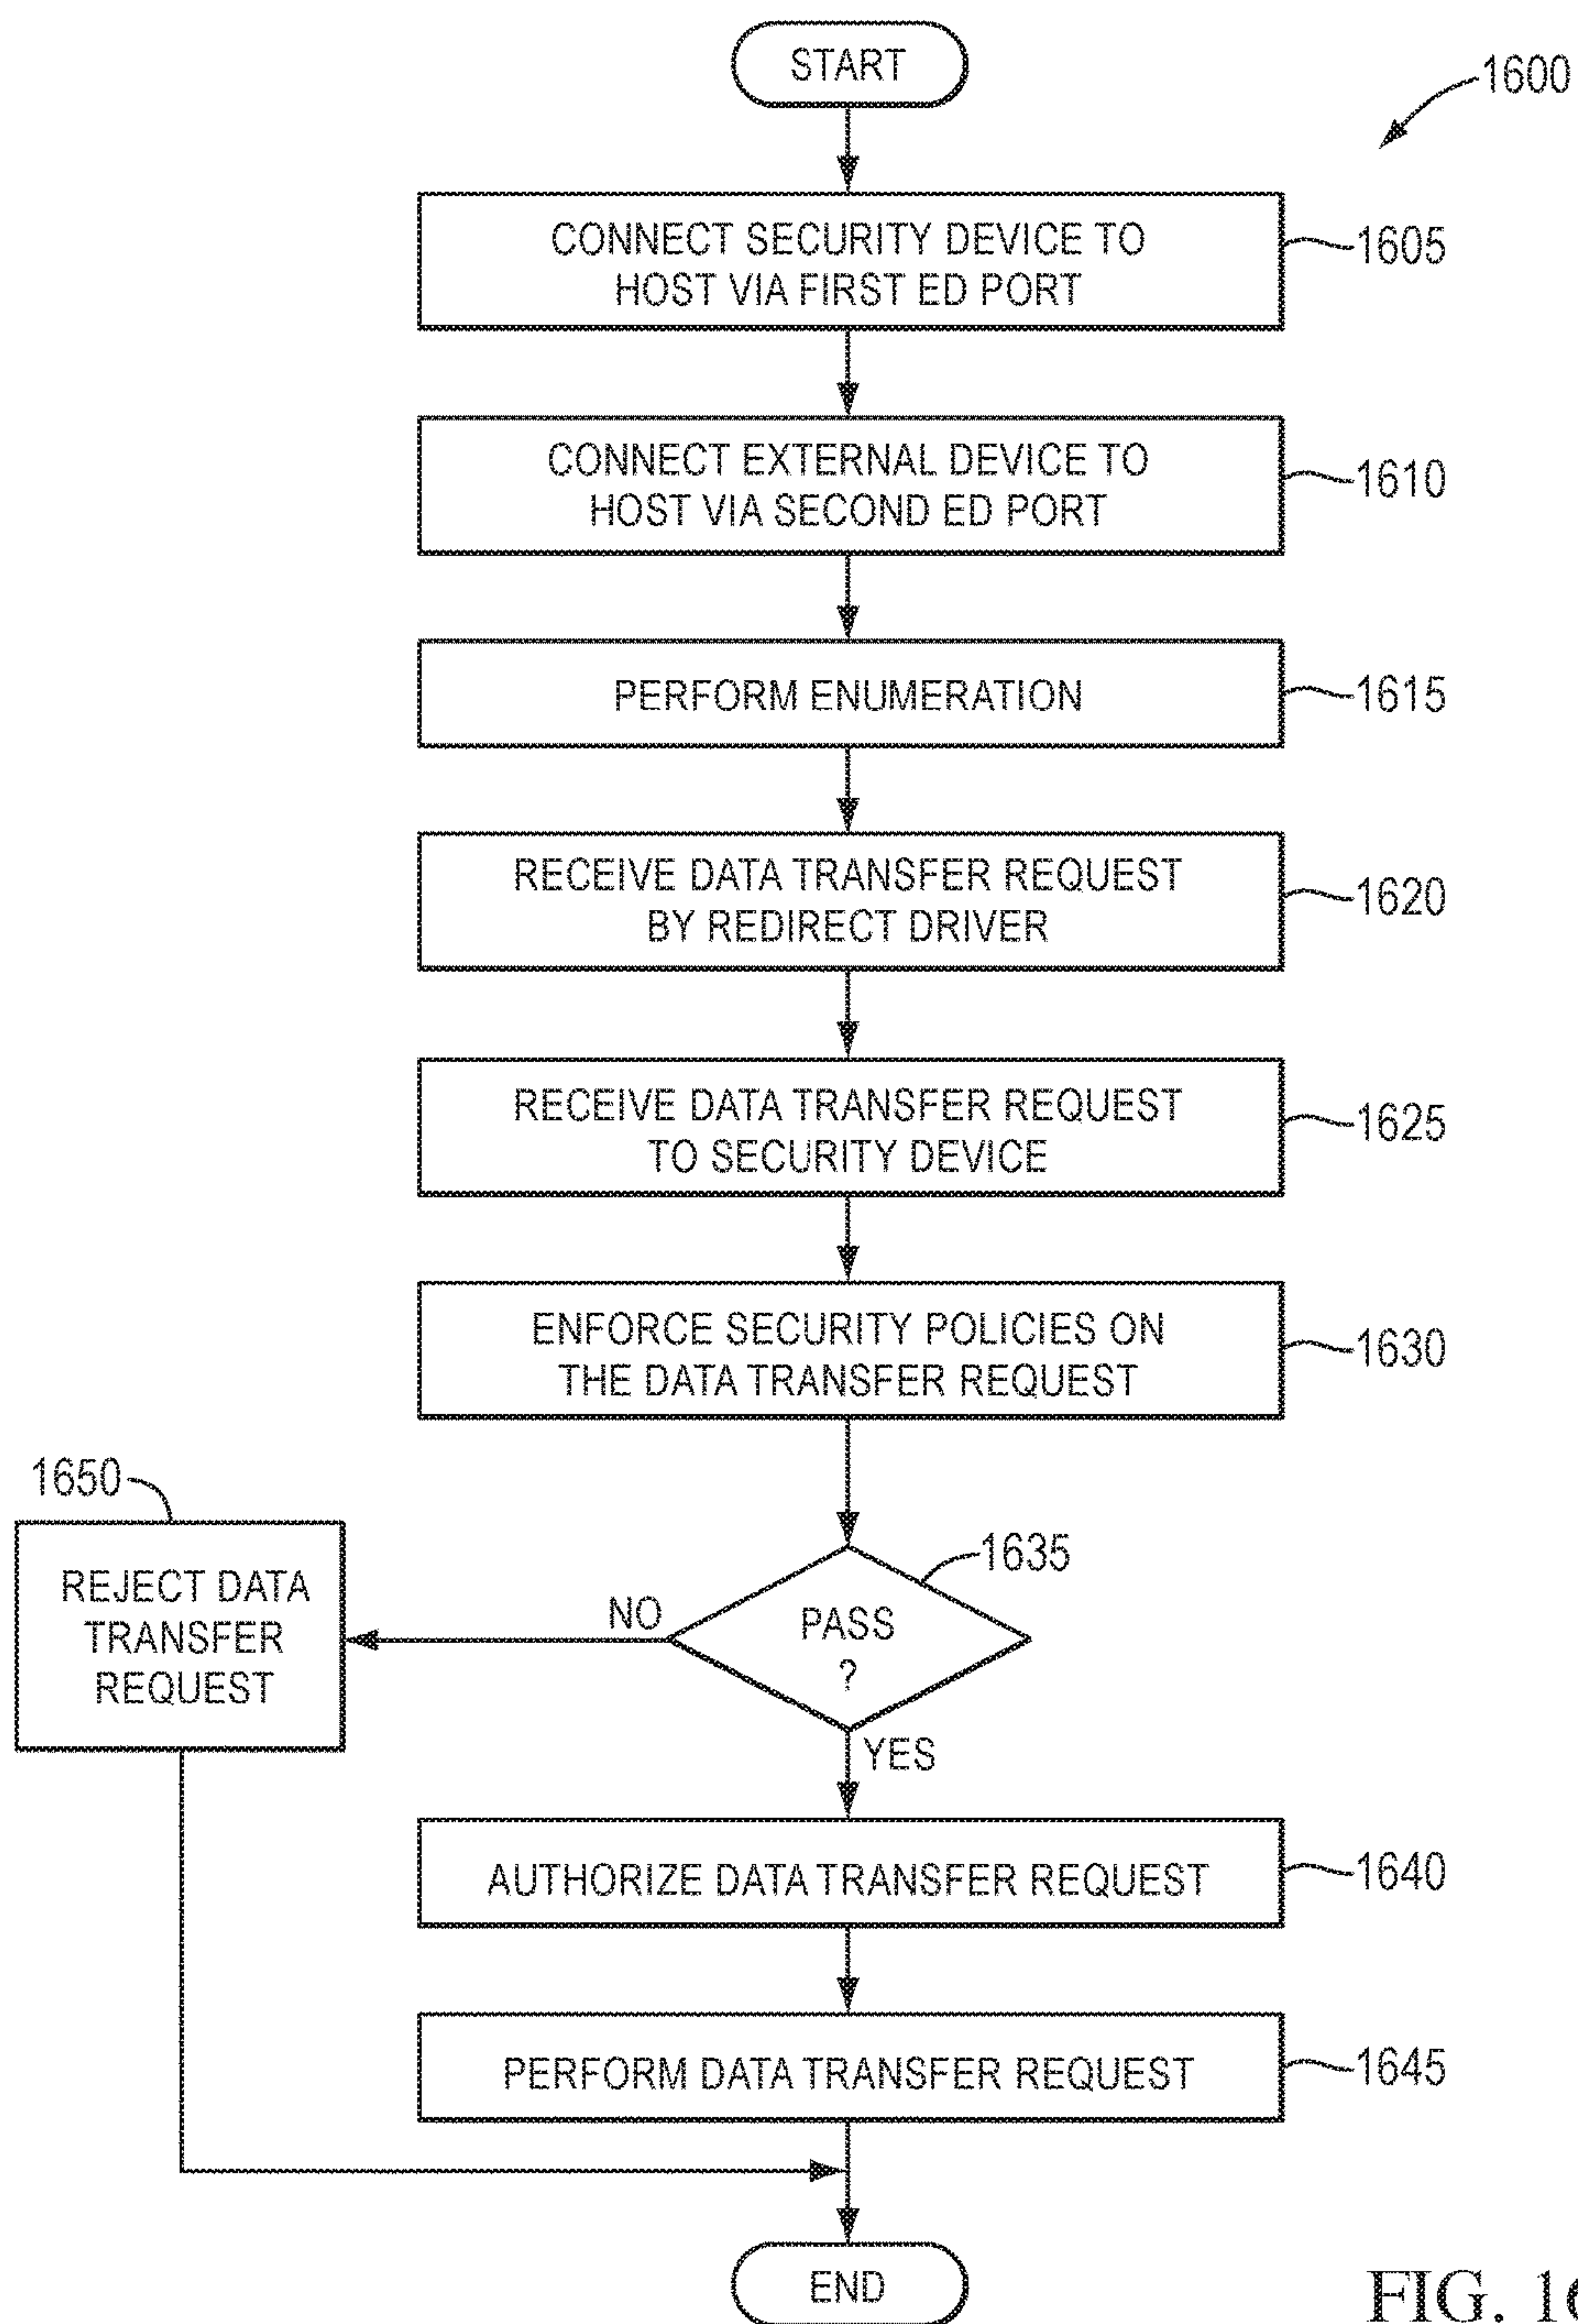 START
1600
CONNECT SECURITY DEVICE TO
HOST VIA FIRST ED PORT
1605
CONNECT EXTERNAL DEVICE TO
HOST VIA SECOND ED PORT
1610
PERFORM ENUMERATION
1615
RECEIVE DATA TRANSFER REQUEST
BY REDIRECT DRIVER
1620
RECEIVE DATA TRANSFER REQUEST
TO SECURITY DEVICE
1625
ENFORCE SECURITY POLICIES ON
THE DATA TRANSFER REQUEST
1630
1650
REJECT DATA
TRANSFER
REQUEST
NO
1635
PASS
?
YES
AUTHORIZE DATA TRANSFER REQUEST
1640
PERFORM DATA TRANSFER REQUEST
1645
END
FIG. 16